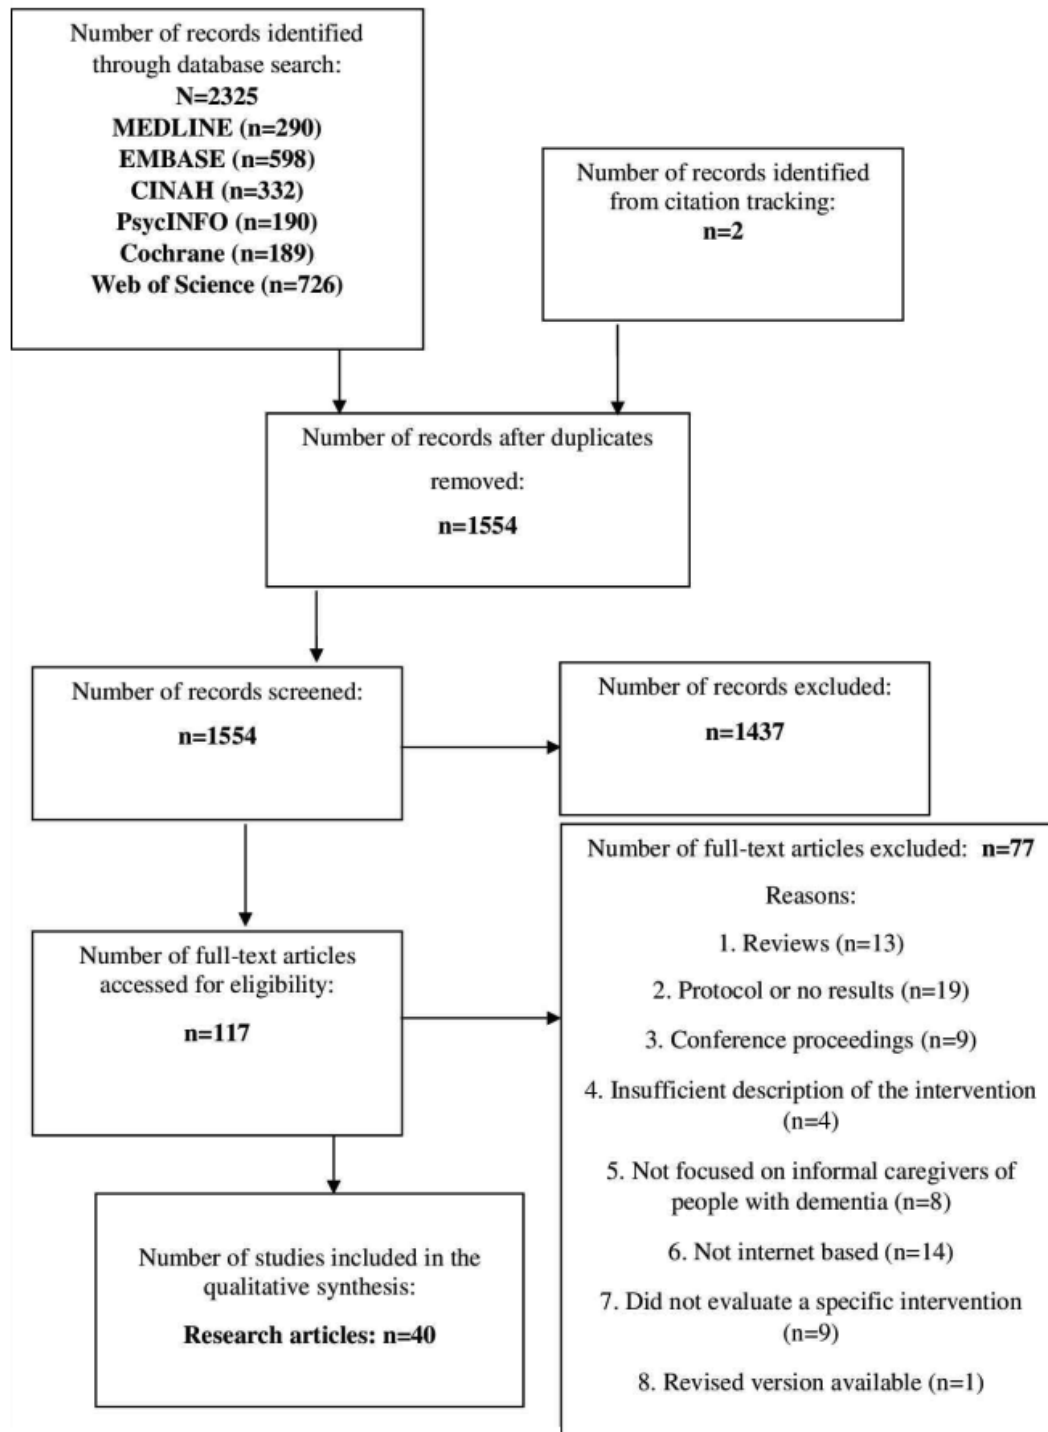 Number of records identified
through database search:
N=2325
MEDLINE (n=290)
EMBASE (n=598)
CINAH (n=332)
PsycINFO (n=190)
Cochrane (n=189)
Web of Science (n=726)
Number of records identified
from citation tracking:
n=2
Number of records after duplicates
removed:
n=1554
Number of records screened:
n=1554
Number of records excluded:
n=1437
Number of full-text articles
accessed for eligibility:
n=117
Number of full-text articles excluded: n=77
Reasons:
1. Reviews (n=13)
2. Protocol or no results (n=19)
3. Conference proceedings (n=9)
4. Insufficient description of the intervention
(n=4)
5. Not focused on informal caregivers of
people with dementia (n=8)
6. Not internet based (n=14)
7. Did not evaluate a specific intervention
(n=9)
8. Revised version available (n=1)
Number of studies included in the
qualitative synthesis:
Research articles: n=40